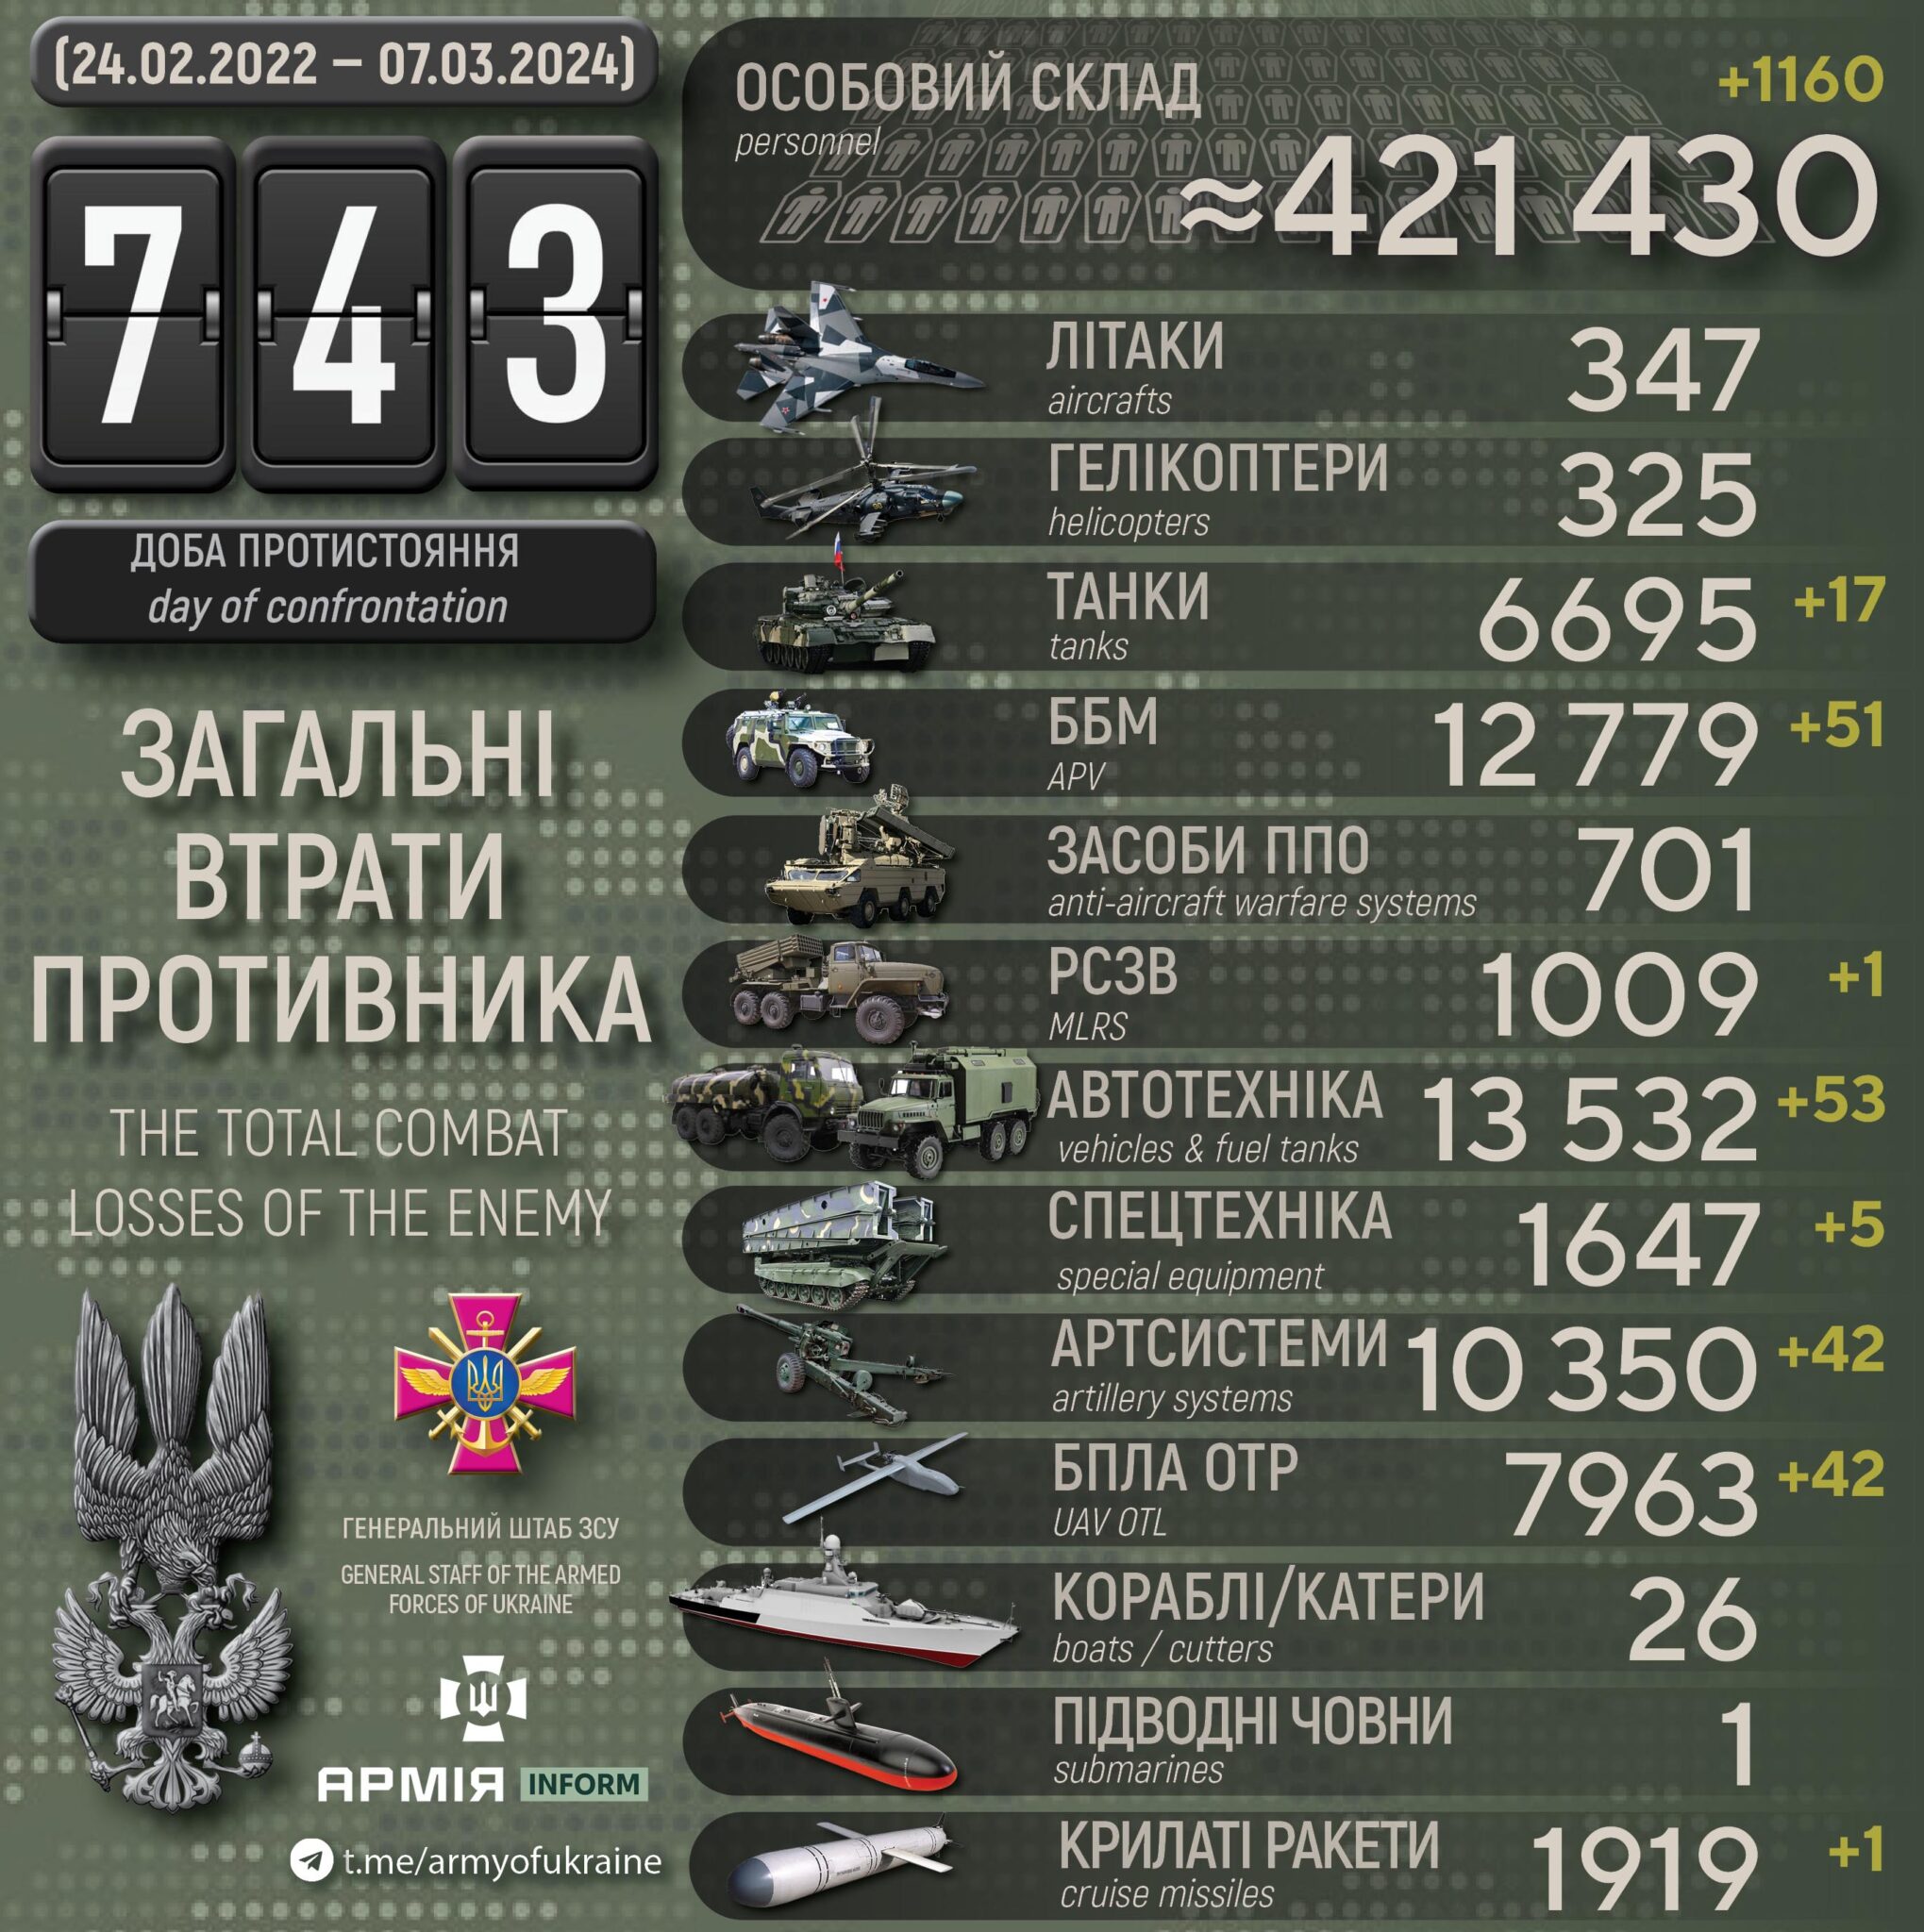 (24.02.2022 – 07.03.2024)
743
ДОБА ПРОТИСТОЯННЯ
day of confrontation
ЗАГАЛЬНІ
ВТРАТИ
ПРОТИВНИКА
THE TOTAL COMBAT
LOSSES OF THE ENEMY
ГЕНЕРАЛЬНИЙ ШТАБ ЗСУ
GENERAL STAFF OF THE ARMED
FORCES OF UKRAINE
АРМІЯ INFORM
t.me/armyofukraine
ОСОБОВИЙ СКЛАД +1160
personnel
≈421 430
ЛІТАКИ 347
aircrafts
ГЕЛІКОПТЕРИ 325
helicopters
ТАНКИ 6695 +17
tanks
ББМ 12 779 +51
APV
ЗАСОБИ ППО 701
anti-aircraft warfare systems
РСЗВ 1009 +1
MLRS
АВТОТЕХНІКА 13 532 +53
vehicles & fuel tanks
СПЕЦТЕХНІКА 1647 +5
special equipment
АРТСИСТЕМИ 10 350 +42
artillery systems
БПЛА ОТР 7963 +42
UAV OTL
КОРАБЛІ/КАТЕРИ 26
boats / cutters
ПІДВОДНІ ЧОВНИ 1
submarines
КРИЛАТІ РАКЕТИ 1919 +1
cruise missiles